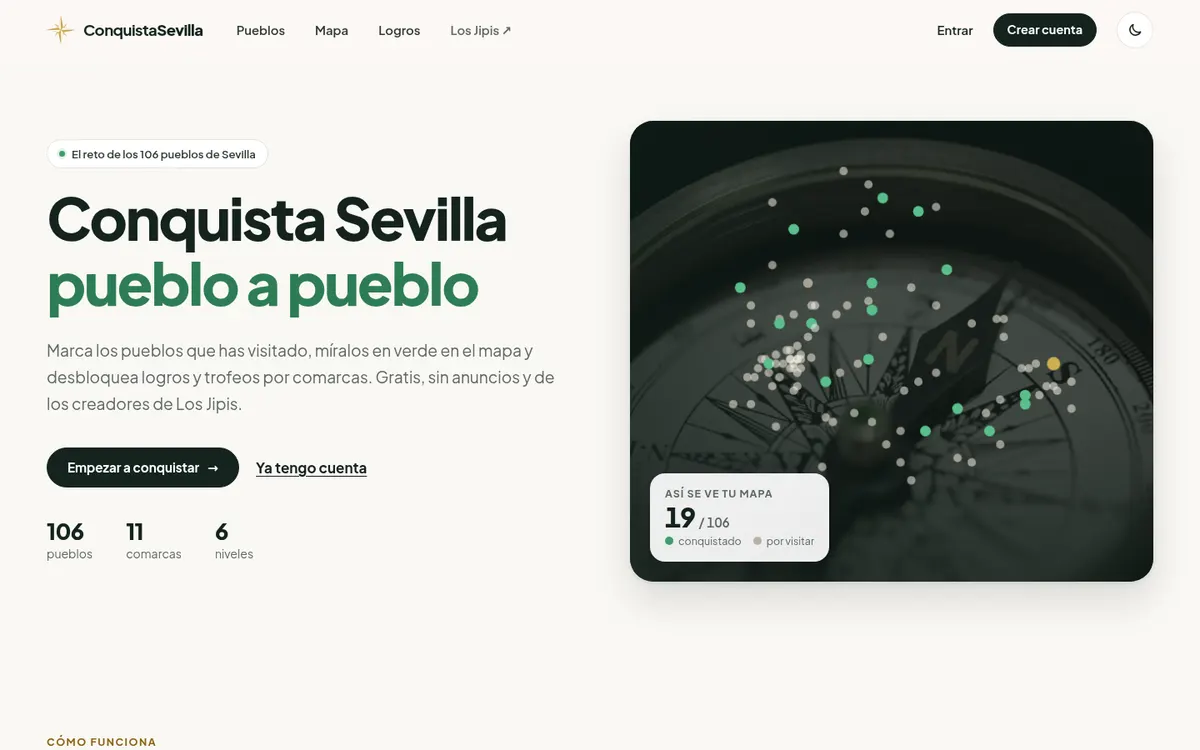 ConquistaSevilla
Pueblos
Mapa
Logros
Los Jipis ↗
Entrar
Crear cuenta
El reto de los 106 pueblos de Sevilla
Conquista Sevilla
pueblo a pueblo
Marca los pueblos que has visitado, míralos en verde en el mapa y
desbloquea logros y trofeos por comarcas. Gratis, sin anuncios y de
los creadores de Los Jipis.
Empezar a conquistar →
Ya tengo cuenta
106
pueblos
11
comarcas
6
niveles
N
180
ASÍ SE VE TU MAPA
19 / 106
conquistado
por visitar
CÓMO FUNCIONA